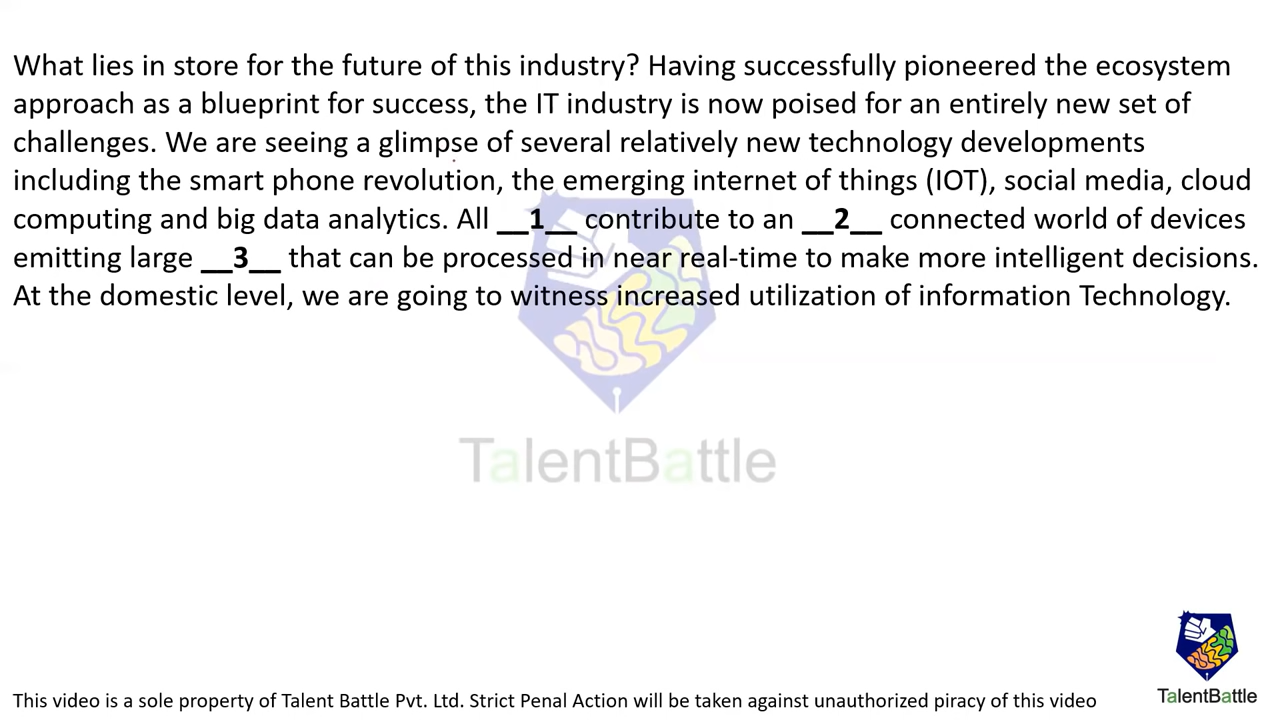 What lies in store for the future of this industry? Having successfully pioneered the ecosystem
approach as a blueprint for success, the IT industry is now poised for an entirely new set of
challenges. We are seeing a glimpse of several relatively new technology developments
including the smart phone revolution, the emerging internet of things (IOT), social media, cloud
computing and big data analytics. All __1__ contribute to an __2__ connected world of devices
emitting large __3__ that can be processed in near real-time to make more intelligent decisions.
At the domestic level, we are going to witness increased utilization of information Technology.
TalentBattle
TalentBattle
This video is a sole property of Talent Battle Pvt. Ltd. Strict Penal Action will be taken against unauthorized piracy of this video